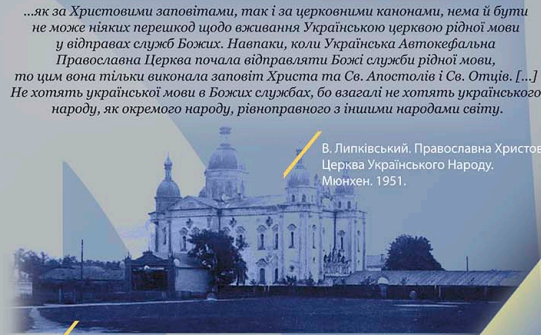 ...як за Христовими заповітами, так і за церковними канонами, нема й бути
не може ніяких перешкод щодо вживання Українською церквою рідної мови
у відправах служб Божих. Навпаки, коли Українська Автокефальна
Православна Церква почала відправляти Божі служби рідної мови,
то цим вона тільки виконала заповіт Христа та Св. Апостолів і Св. Отців. [...]
Не хотять української мови в Божих службах, бо взагалі не хотять українського
народу, як окремого народу, рівноправного з іншими народами світу.
В. Липківський. Православна Христов
Церква Українського Народу.
Мюнхен. 1951.